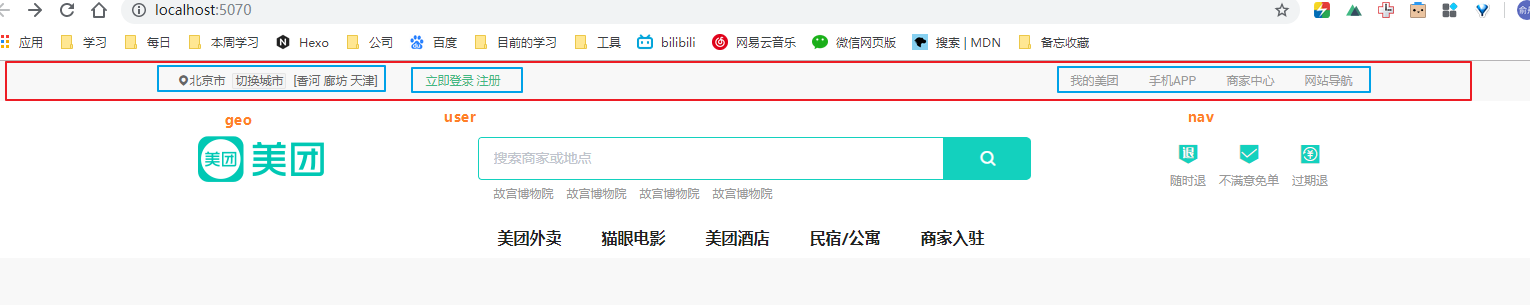 localhost:5070
应用 学习 每日 本周学习 Hexo 公司 百度 目前的学习 工具 bilibili 网易云音乐 微信网页版 搜索 | MDN 备忘收藏
北京市 切换城市 [香河 廊坊 天津] 立即登录 注册 我的美团 手机APP 商家中心 网站导航
geo user nav
美团 美团 搜索商家或地点
故宫博物院 故宫博物院 故宫博物院 故宫博物院 随时退 不满意免单 过期退
美团外卖 猫眼电影 美团酒店 民宿/公寓 商家入驻